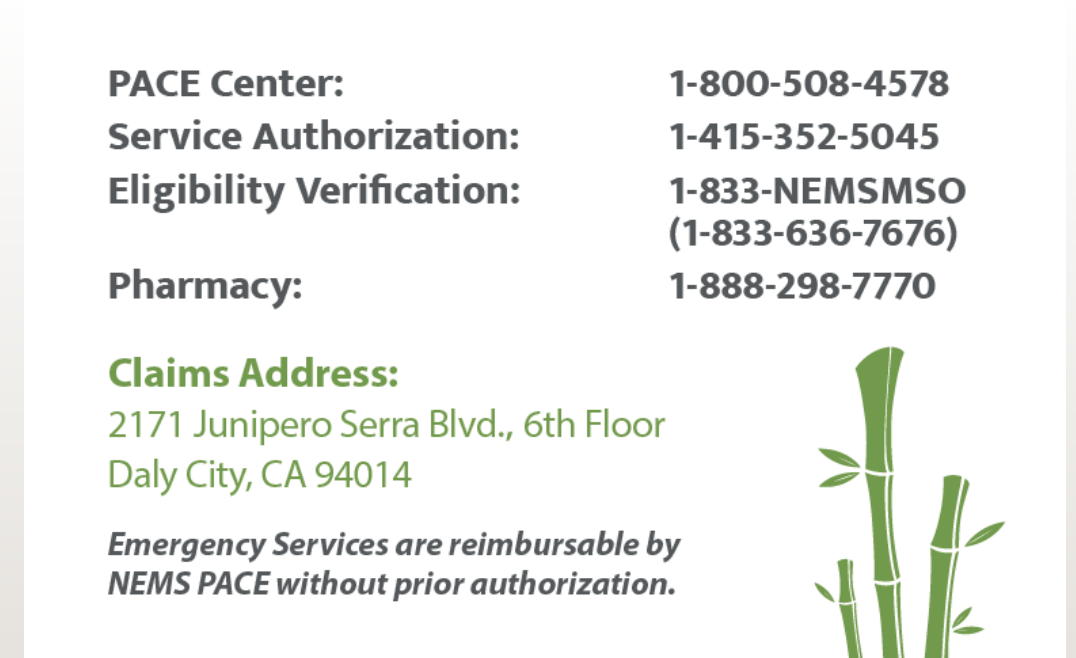 PACE Center: 1-800-508-4578
Service Authorization: 1-415-352-5045
Eligibility Verification: 1-833-NEMSMSO
(1-833-636-7676)
Pharmacy: 1-888-298-7770
Claims Address:
2171 Junipero Serra Blvd., 6th Floor
Daly City, CA 94014
Emergency Services are reimbursable by
NEMS PACE without prior authorization.